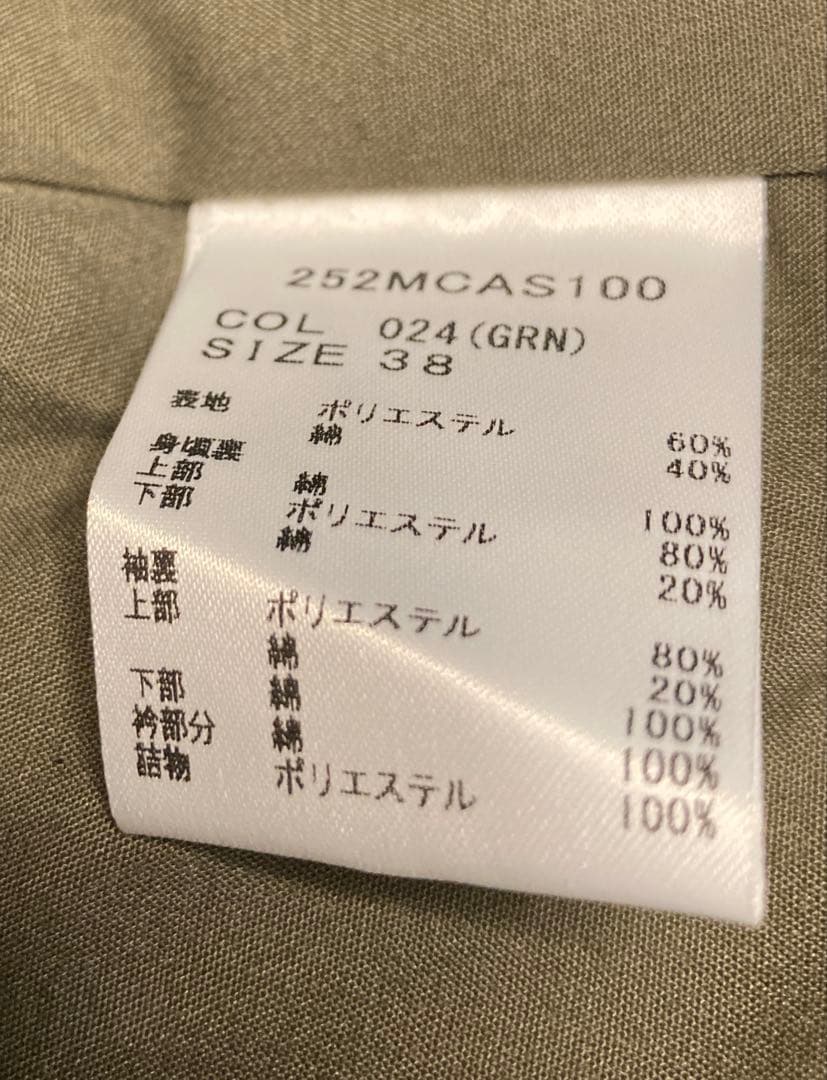 252MCAS100
COL 024(GRN)
SIZE 38
表地 ポリエステル 60%
綿 40%
身頃裏
上部 綿 100%
下部 ポリエステル 80%
綿 20%
袖裏
上部 ポリエステル 80%
綿 20%
下部 綿 100%
衿部分 綿 100%
詰物 ポリエステル 100%